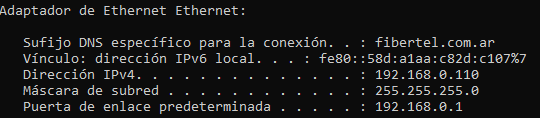 Adaptador de Ethernet Ethernet:
Sufijo DNS específico para la conexión. . : fibertel.com.ar
Vínculo: dirección IPv6 local. . . : fe80::58d:a1aa:c82d:c107%7
Dirección IPv4. . . . . . . . . . . . . . : 192.168.0.110
Máscara de subred . . . . . . . . . . . . : 255.255.255.0
Puerta de enlace predeterminada . . . . . : 192.168.0.1